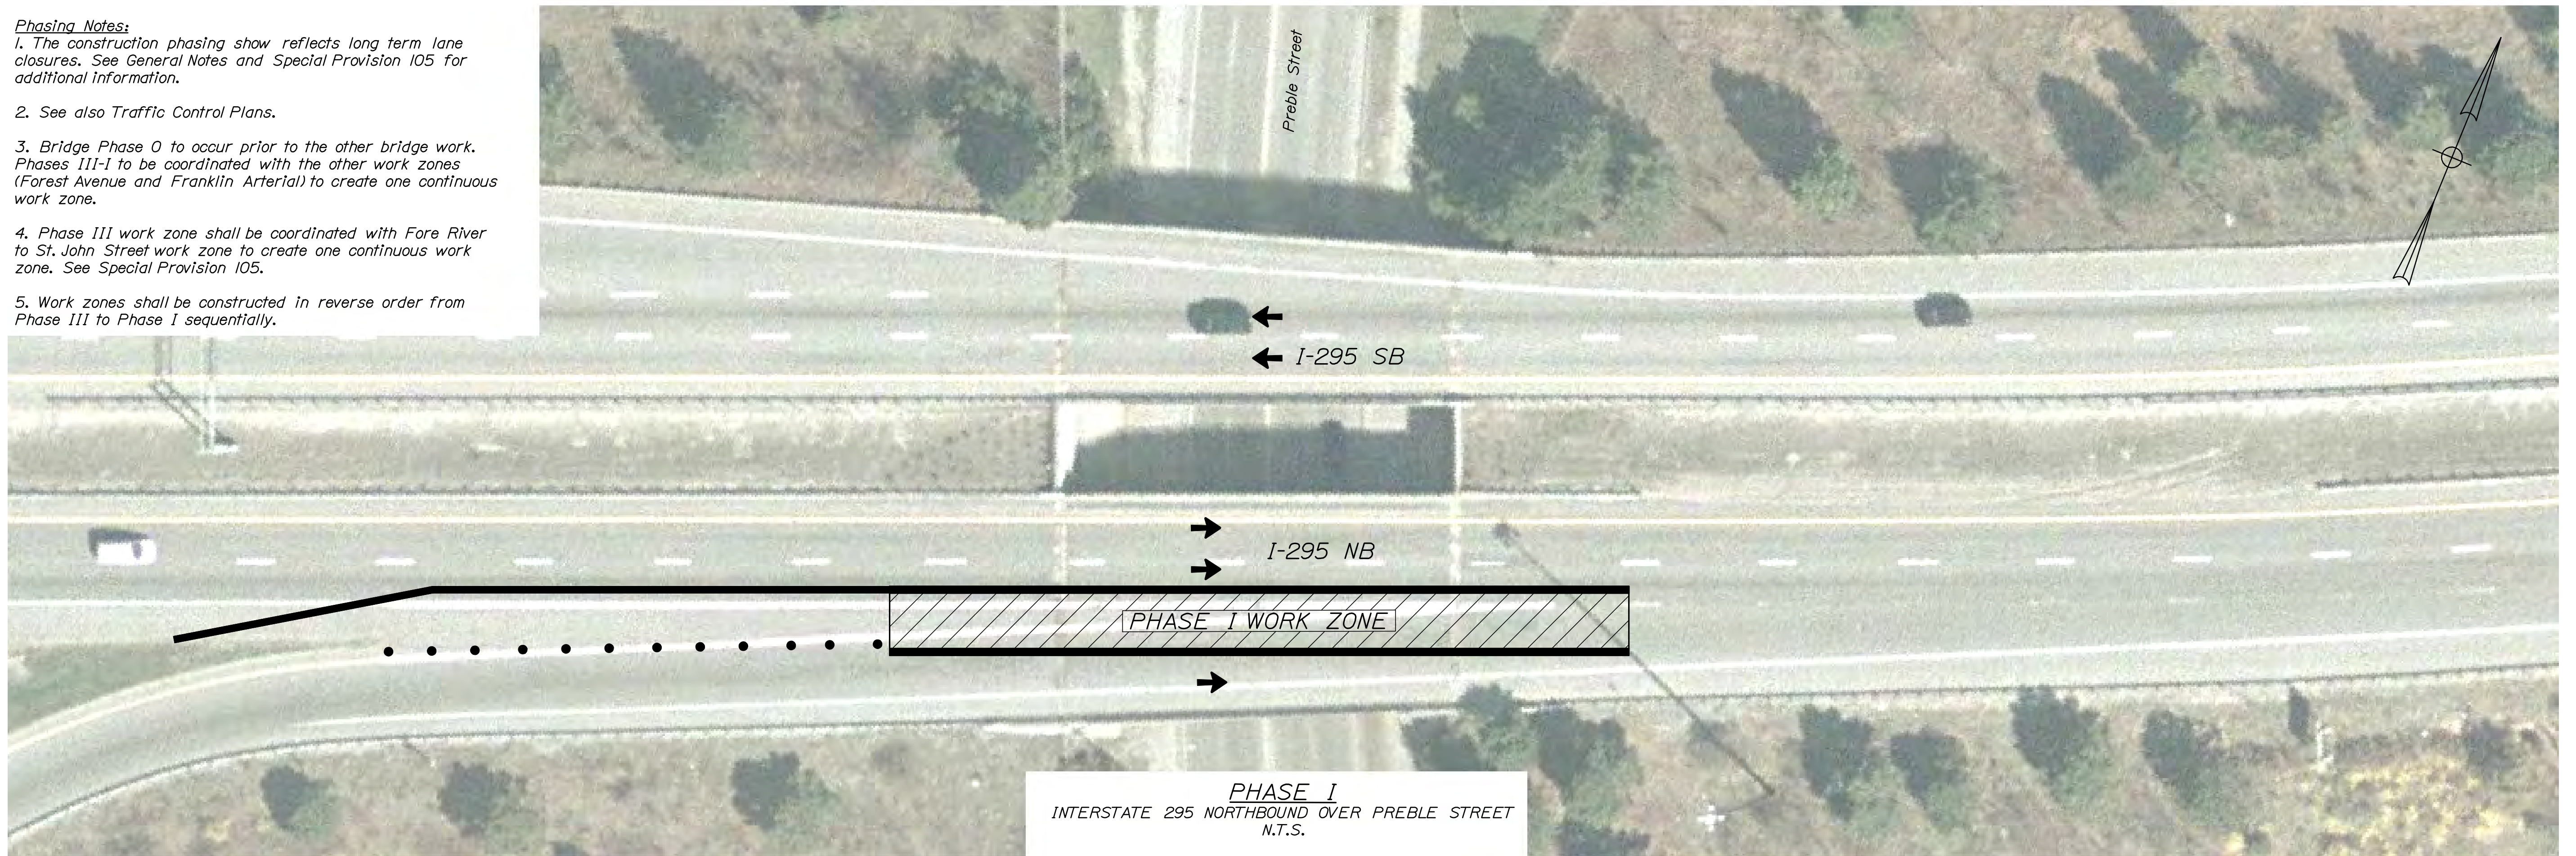 Phasing Notes:
1. The construction phasing show reflects long term lane
closures. See General Notes and Special Provision 105 for
additional information.
2. See also Traffic Control Plans.
3. Bridge Phase 0 to occur prior to the other bridge work.
Phases III-I to be coordinated with the other work zones
(Forest Avenue and Franklin Arterial) to create one continuous
work zone.
4. Phase III work zone shall be coordinated with Fore River
to St. John Street work zone to create one continuous work
zone. See Special Provision 105.
5. Work zones shall be constructed in reverse order from
Phase III to Phase I sequentially.
Preble Street
I-295 SB
I-295 NB
PHASE I WORK ZONE
PHASE I
INTERSTATE 295 NORTHBOUND OVER PREBLE STREET
N.T.S.